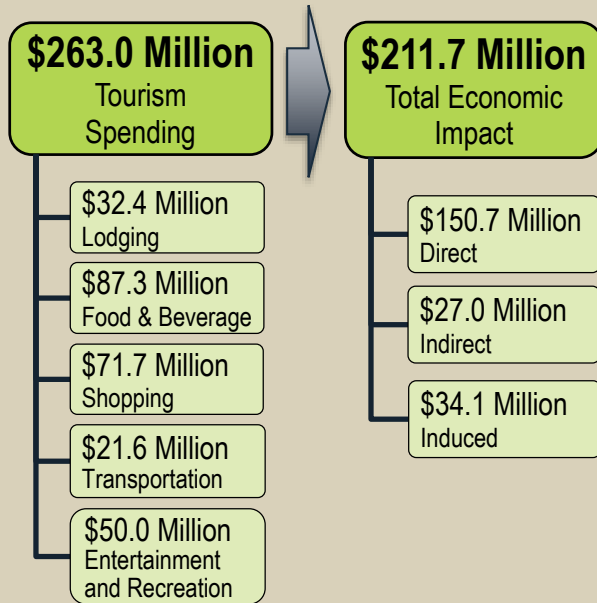 $263.0 Million
Tourism
Spending
$32.4 Million
Lodging
$87.3 Million
Food & Beverage
$71.7 Million
Shopping
$21.6 Million
Transportation
$50.0 Million
Entertainment
and Recreation
$211.7 Million
Total Economic
Impact
$150.7 Million
Direct
$27.0 Million
Indirect
$34.1 Million
Induced